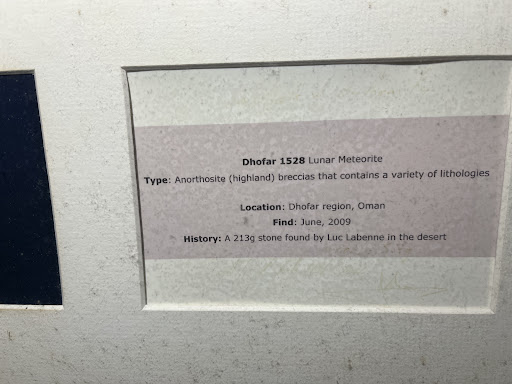 Dhofar 1528 Lunar Meteorite
Type: Anorthosite (highland) breccias that contains a variety of lithologies
Location: Dhofar region, Oman
Find: June, 2009
History: A 213g stone found by Luc Labenne in the desert